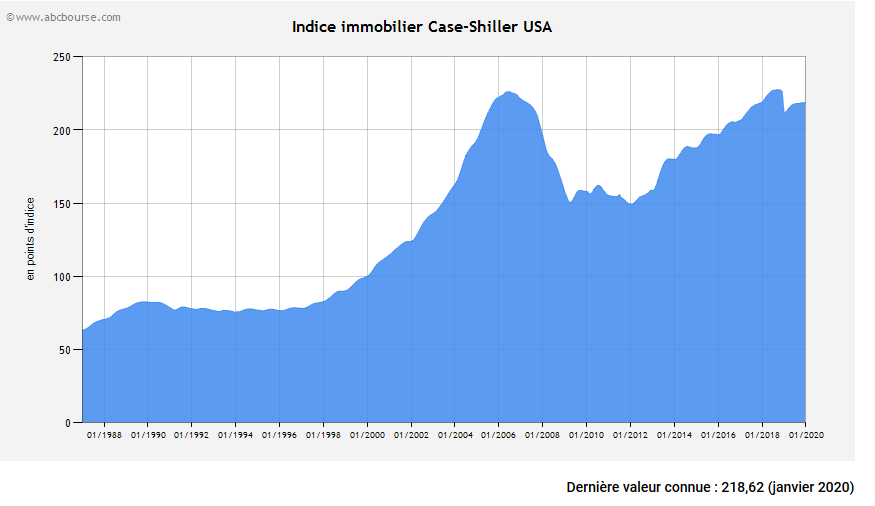 ©www.abcbourse.com
Indice immobilier Case-Shiller USA
250
200
150
100
50
0
en points d'indice
01/1988 01/1990 01/1992 01/1994 01/1996 01/1998 01/2000 01/2002 01/2004 01/2006 01/2008 01/2010 01/2012 01/2014 01/2016 01/2018 01/2020
Dernière valeur connue : 218,62 (janvier 2020)